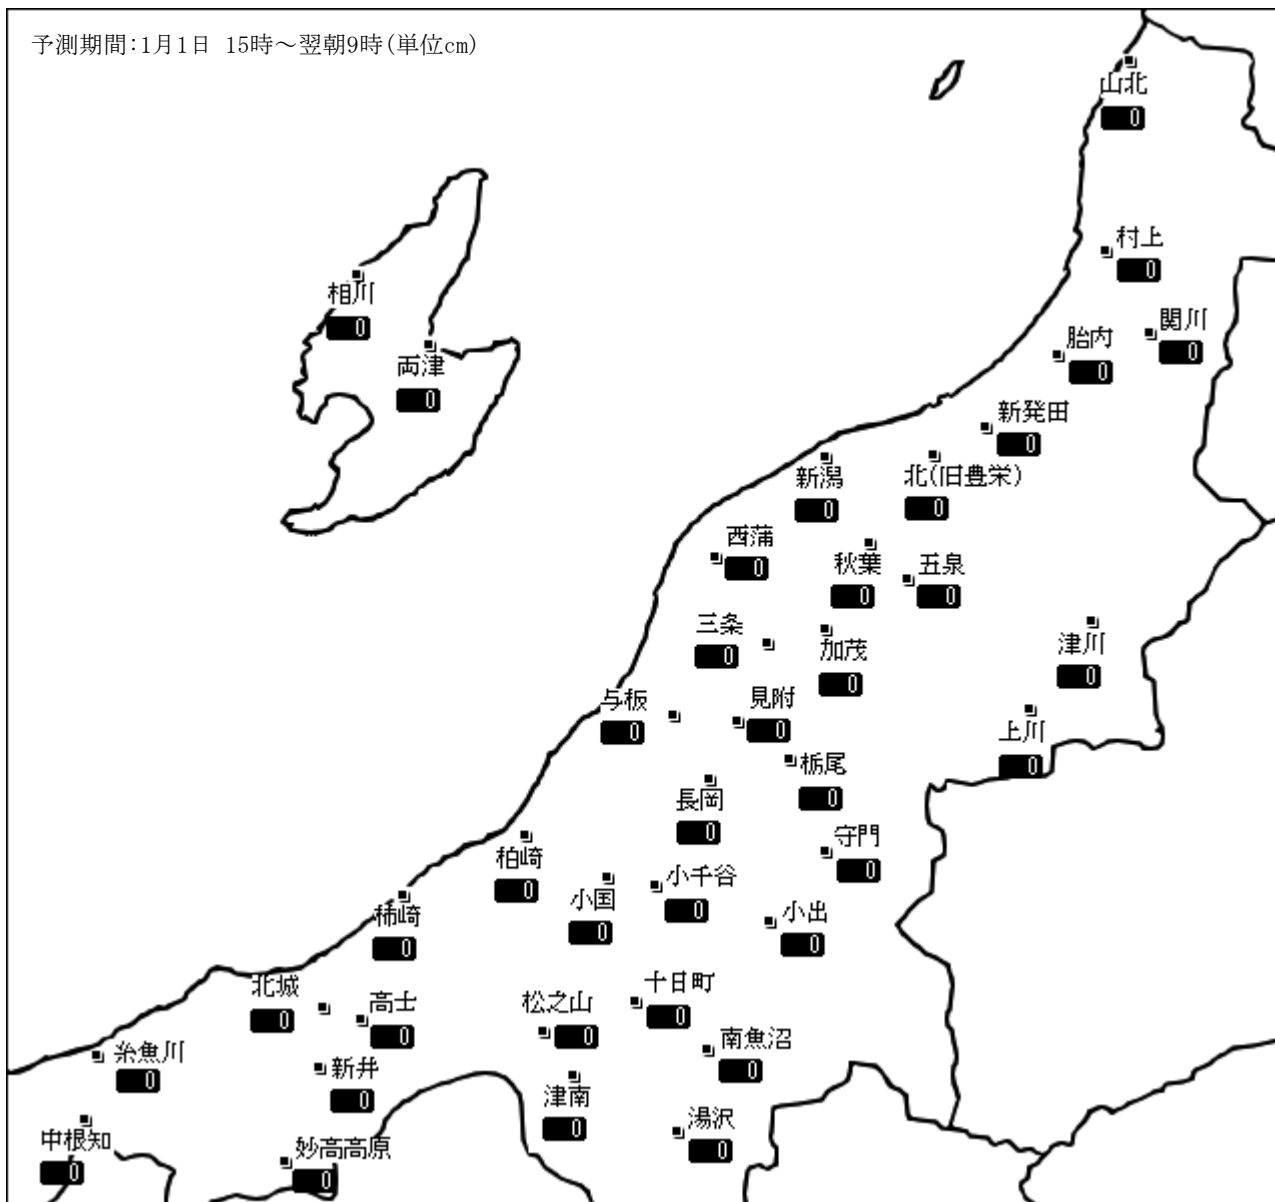 予測期間:1月1日 15時～翌朝9時(単位cm)
山北
0
村上
0
相川
0
関川
0
胎内
0
両津
0
新発田
0
新潟
0
北(旧豊栄)
0
西蒲
0
秋葉
0
五泉
0
三条
0
加茂
0
津川
0
与板
0
見附
0
上川
0
栃尾
0
長岡
0
守門
0
柏崎
0
小千谷
0
小国
0
小出
0
柿崎
0
北城
0
高士
0
松之山
0
十日町
0
南魚沼
0
糸魚川
0
新井
0
津南
0
湯沢
0
中根知
0
妙高高原
0